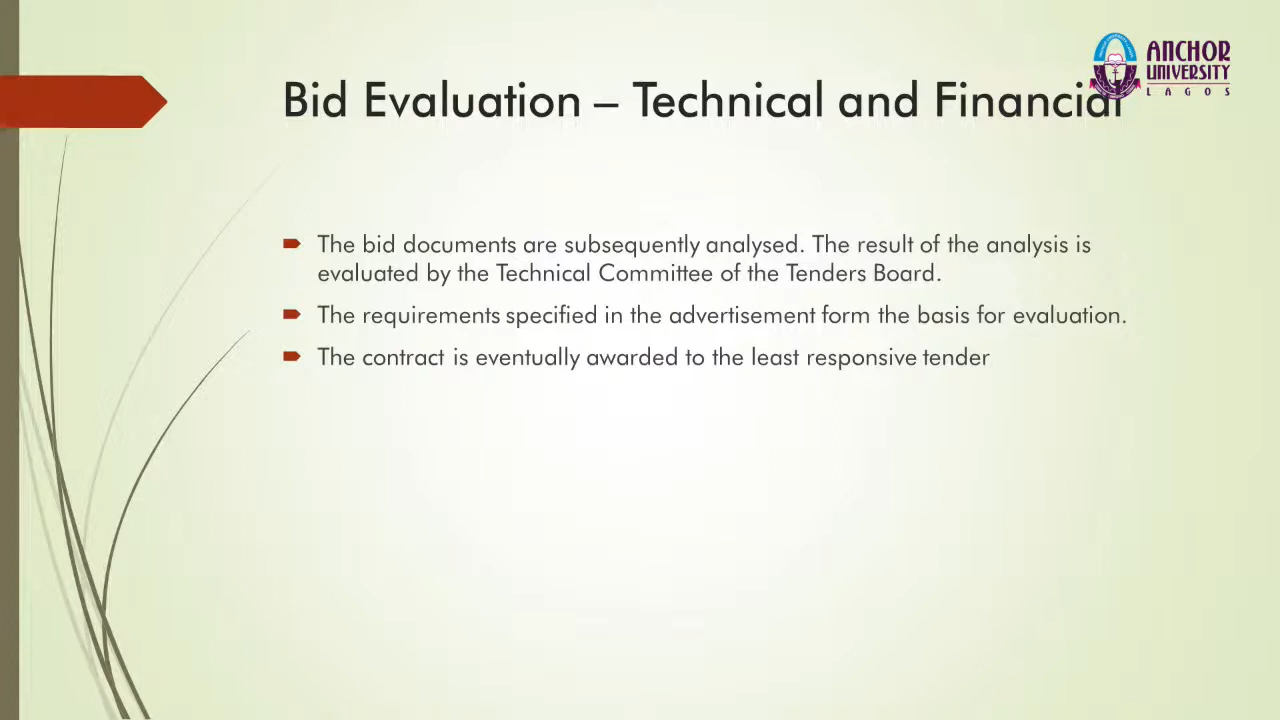 ANCHOR
UNIVERSITY
LAGOS
Bid Evaluation – Technical and Financial
The bid documents are subsequently analysed. The result of the analysis is
evaluated by the Technical Committee of the Tenders Board.
The requirements specified in the advertisement form the basis for evaluation.
The contract is eventually awarded to the least responsive tender